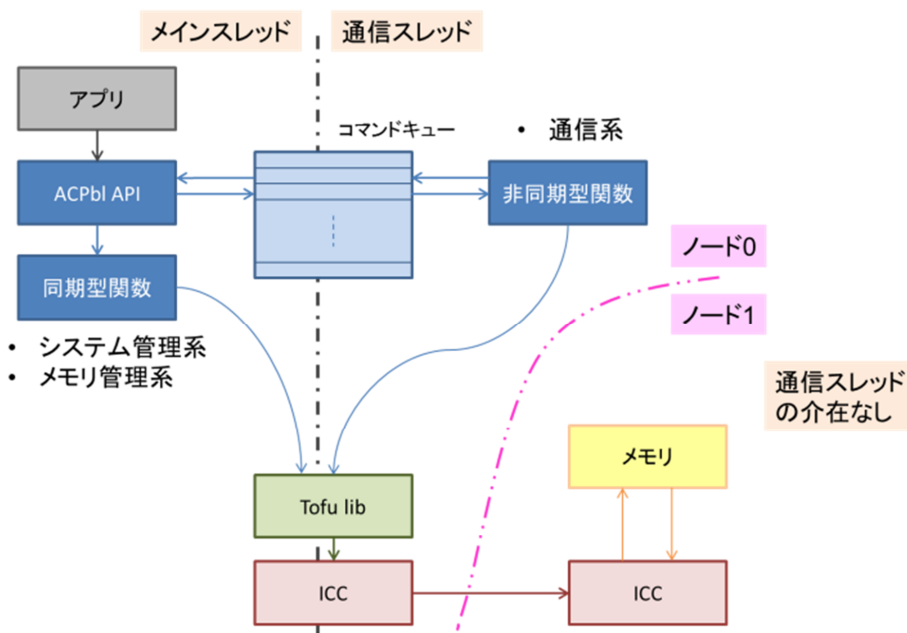 メインスレッド
通信スレッド
アプリ
コマンドキュー
• 通信系
ACPbl API
非同期型関数
同期型関数
ノード0
ノード1
• システム管理系
• メモリ管理系
通信スレッド
の介在なし
メモリ
Tofu lib
ICC
ICC